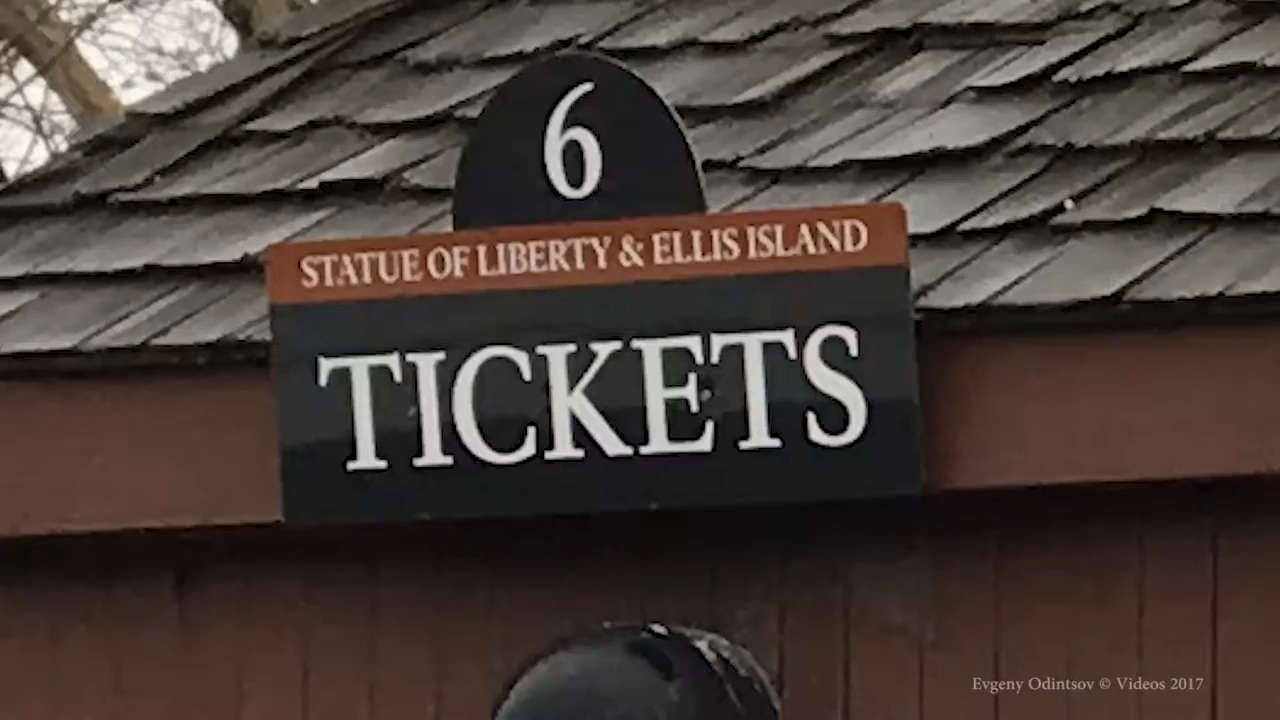 6
STATUE OF LIBERTY & ELLIS ISLAND
TICKETS
Evgeny Odintsov © Videos 2017